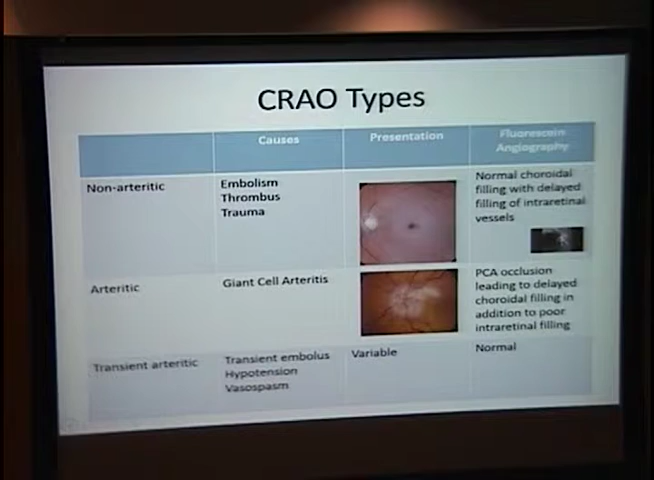 CRAO Types
Causes
Presentation
Fluorescein
Angiography
Non-arteritic
Embolism
Thrombus
Trauma
Normal choroidal
filling with delayed
filling of intraretinal
vessels
Arteritic
Giant Cell Arteritis
PCA occlusion
leading to delayed
choroidal filling in
addition to poor
intraretinal filling
Transient arteritic
Transient embolus
Hypotension
Vasospasm
Variable
Normal